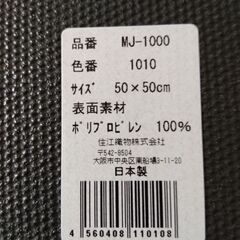 品番 MJ-1000
色番 1010
サイズ 50×50cm
表面素材
ポリプロピレン 100%
住江織物株式会社
〒542-8504
大阪市中央区南船場3-11-20
日本製
4 560408 110108